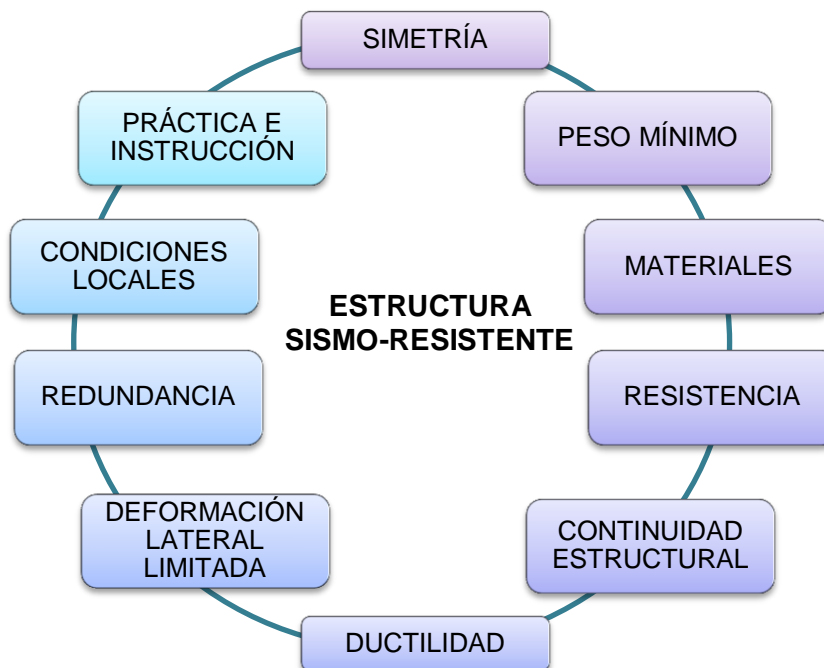 SIMETRÍA
PESO MÍNIMO
MATERIALES
RESISTENCIA
CONTINUIDAD
ESTRUCTURAL
DUCTILIDAD
DEFORMACIÓN
LATERAL
LIMITADA
REDUNDANCIA
CONDICIONES
LOCALES
PRÁCTICA E
INSTRUCCIÓN
ESTRUCTURA
SISMO-RESISTENTE